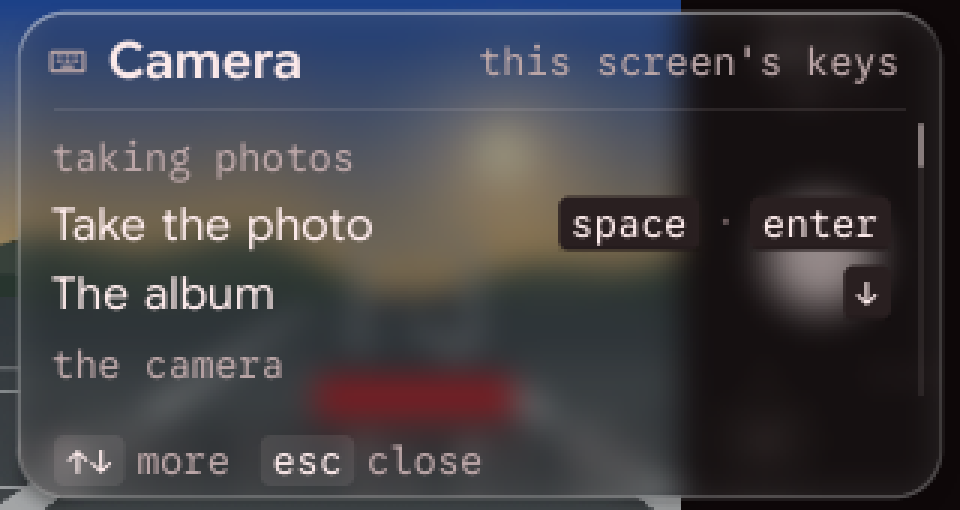 Camera this screen's keys
taking photos
Take the photo space · enter
The album ↓
the camera
↑↓ more esc close